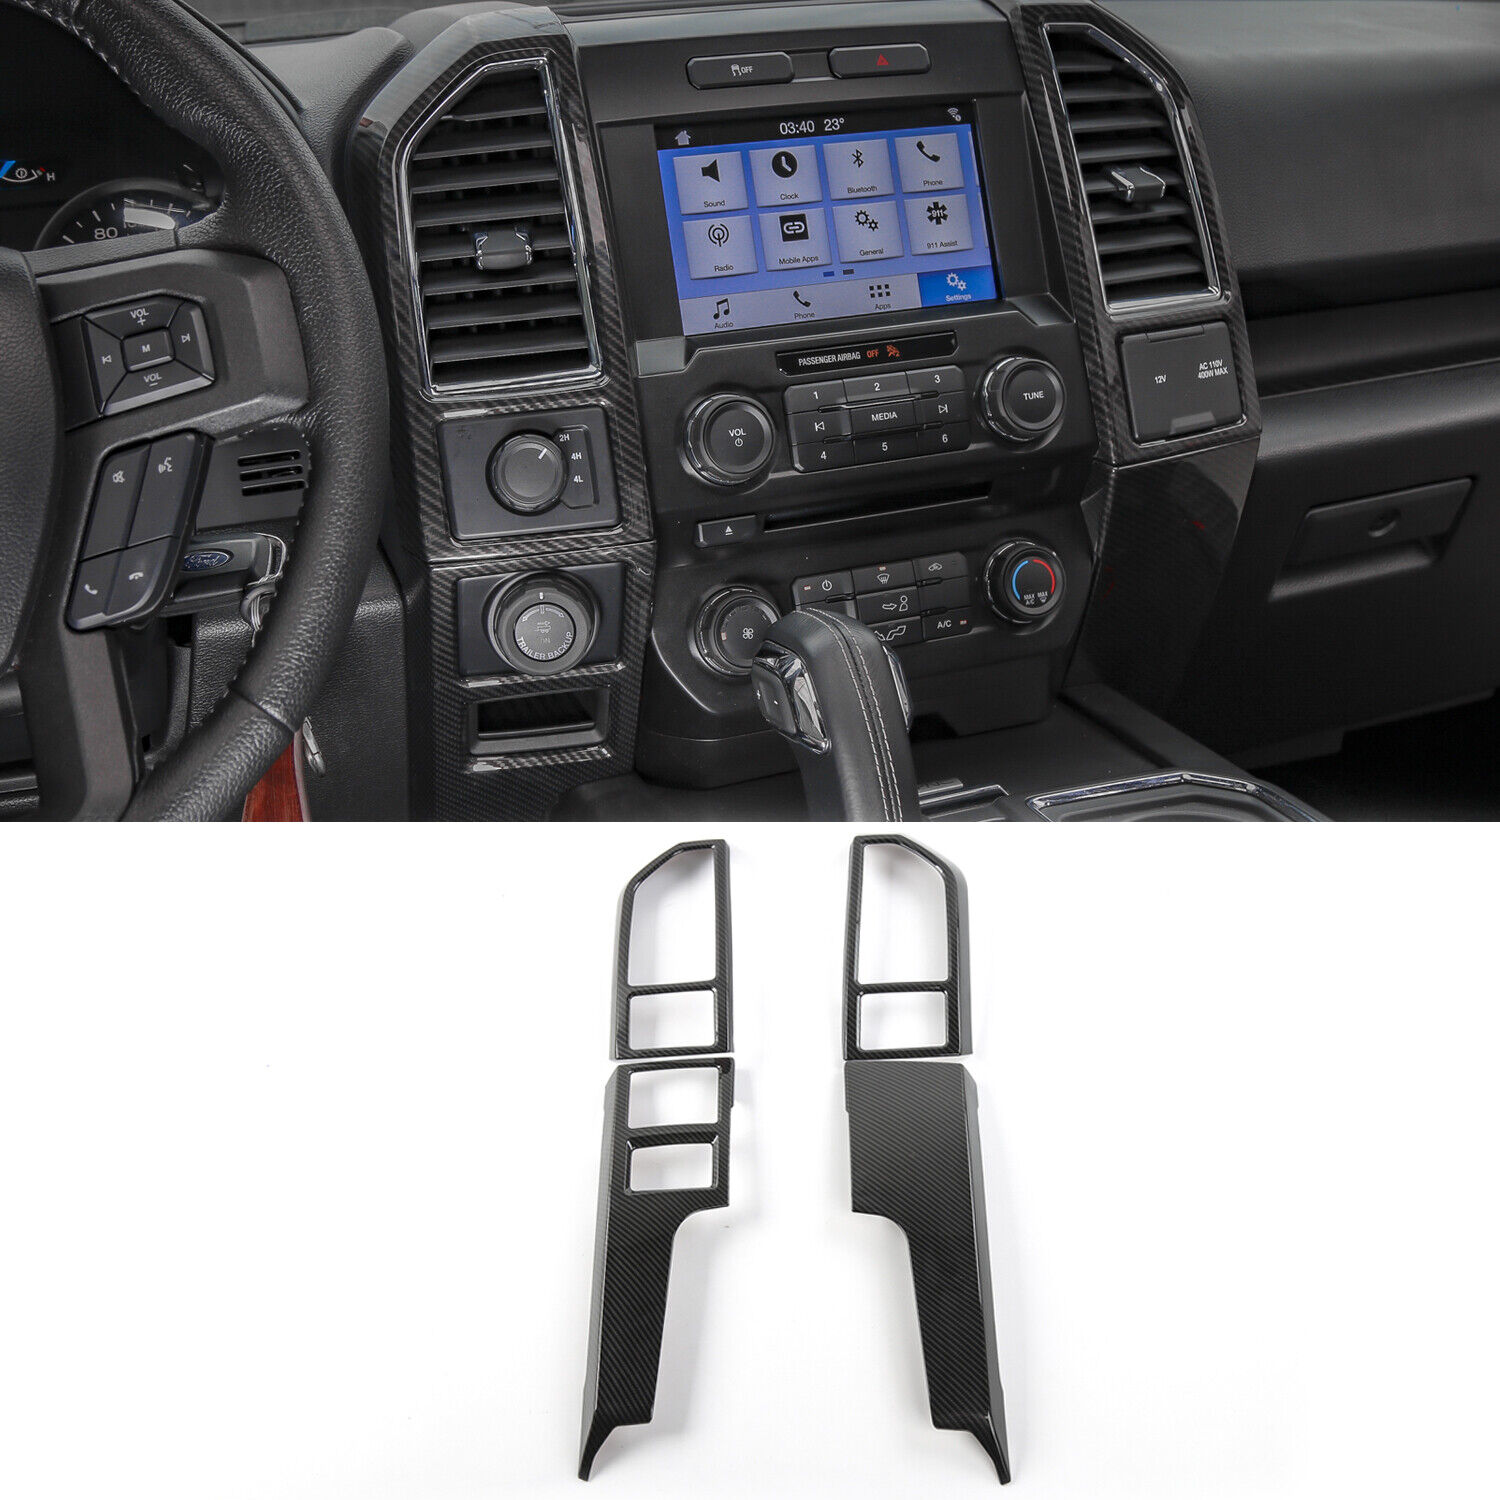 OFF
03:40 23°
Sound
Clock
Bluetooth
Phone
Radio
Mobile Apps
General
911
911 Assist
Audio
Phone
Apps
Settings
H
80
VOL
+
M
VOL
-
PASSENGER AIRBAG OFF
2
12V
AC 110V
400W MAX
VOL
1
2
3
MEDIA
4
5
6
TUNE
2H
4H
4L
TRAILER BACKUP
MAX
A/C
MAX
A/C